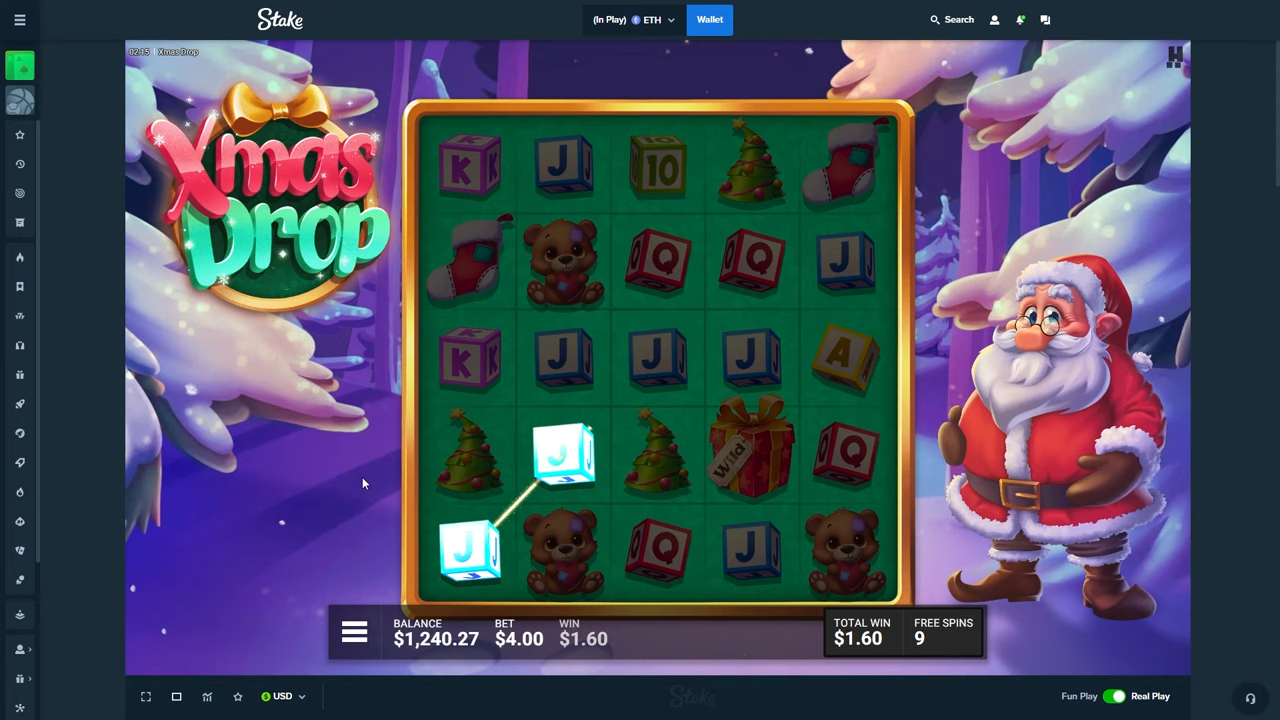 Stake
(In Play) ETH
Wallet
Search
02:15 | Xmas Drop
Xmas
Drop
K J 10
Q Q J
K J J J A
J Wild Q
J Q J
BALANCE
$1,240.27
BET
$4.00
WIN
$1.60
TOTAL WIN
$1.60
FREE SPINS
9
USD
Stake
Fun Play
Real Play